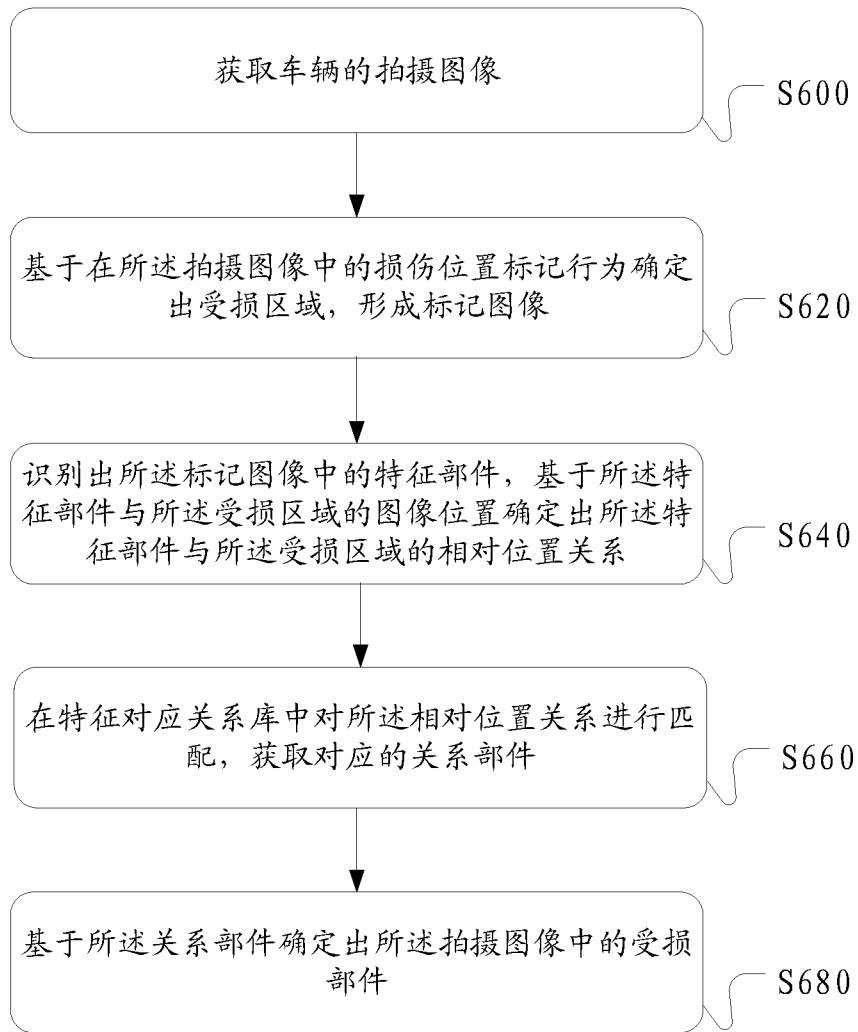 获取车辆的拍摄图像
S600
基于在所述拍摄图像中的损伤位置标记行为确定
出受损区域，形成标记图像
S620
识别出所述标记图像中的特征部件，基于所述特
征部件与所述受损区域的图像位置确定出所述特
征部件与所述受损区域的相对位置关系
S640
在特征对应关系库中对所述相对位置关系进行匹
配，获取对应的关系部件
S660
基于所述关系部件确定出所述拍摄图像中的受损
部件
S680